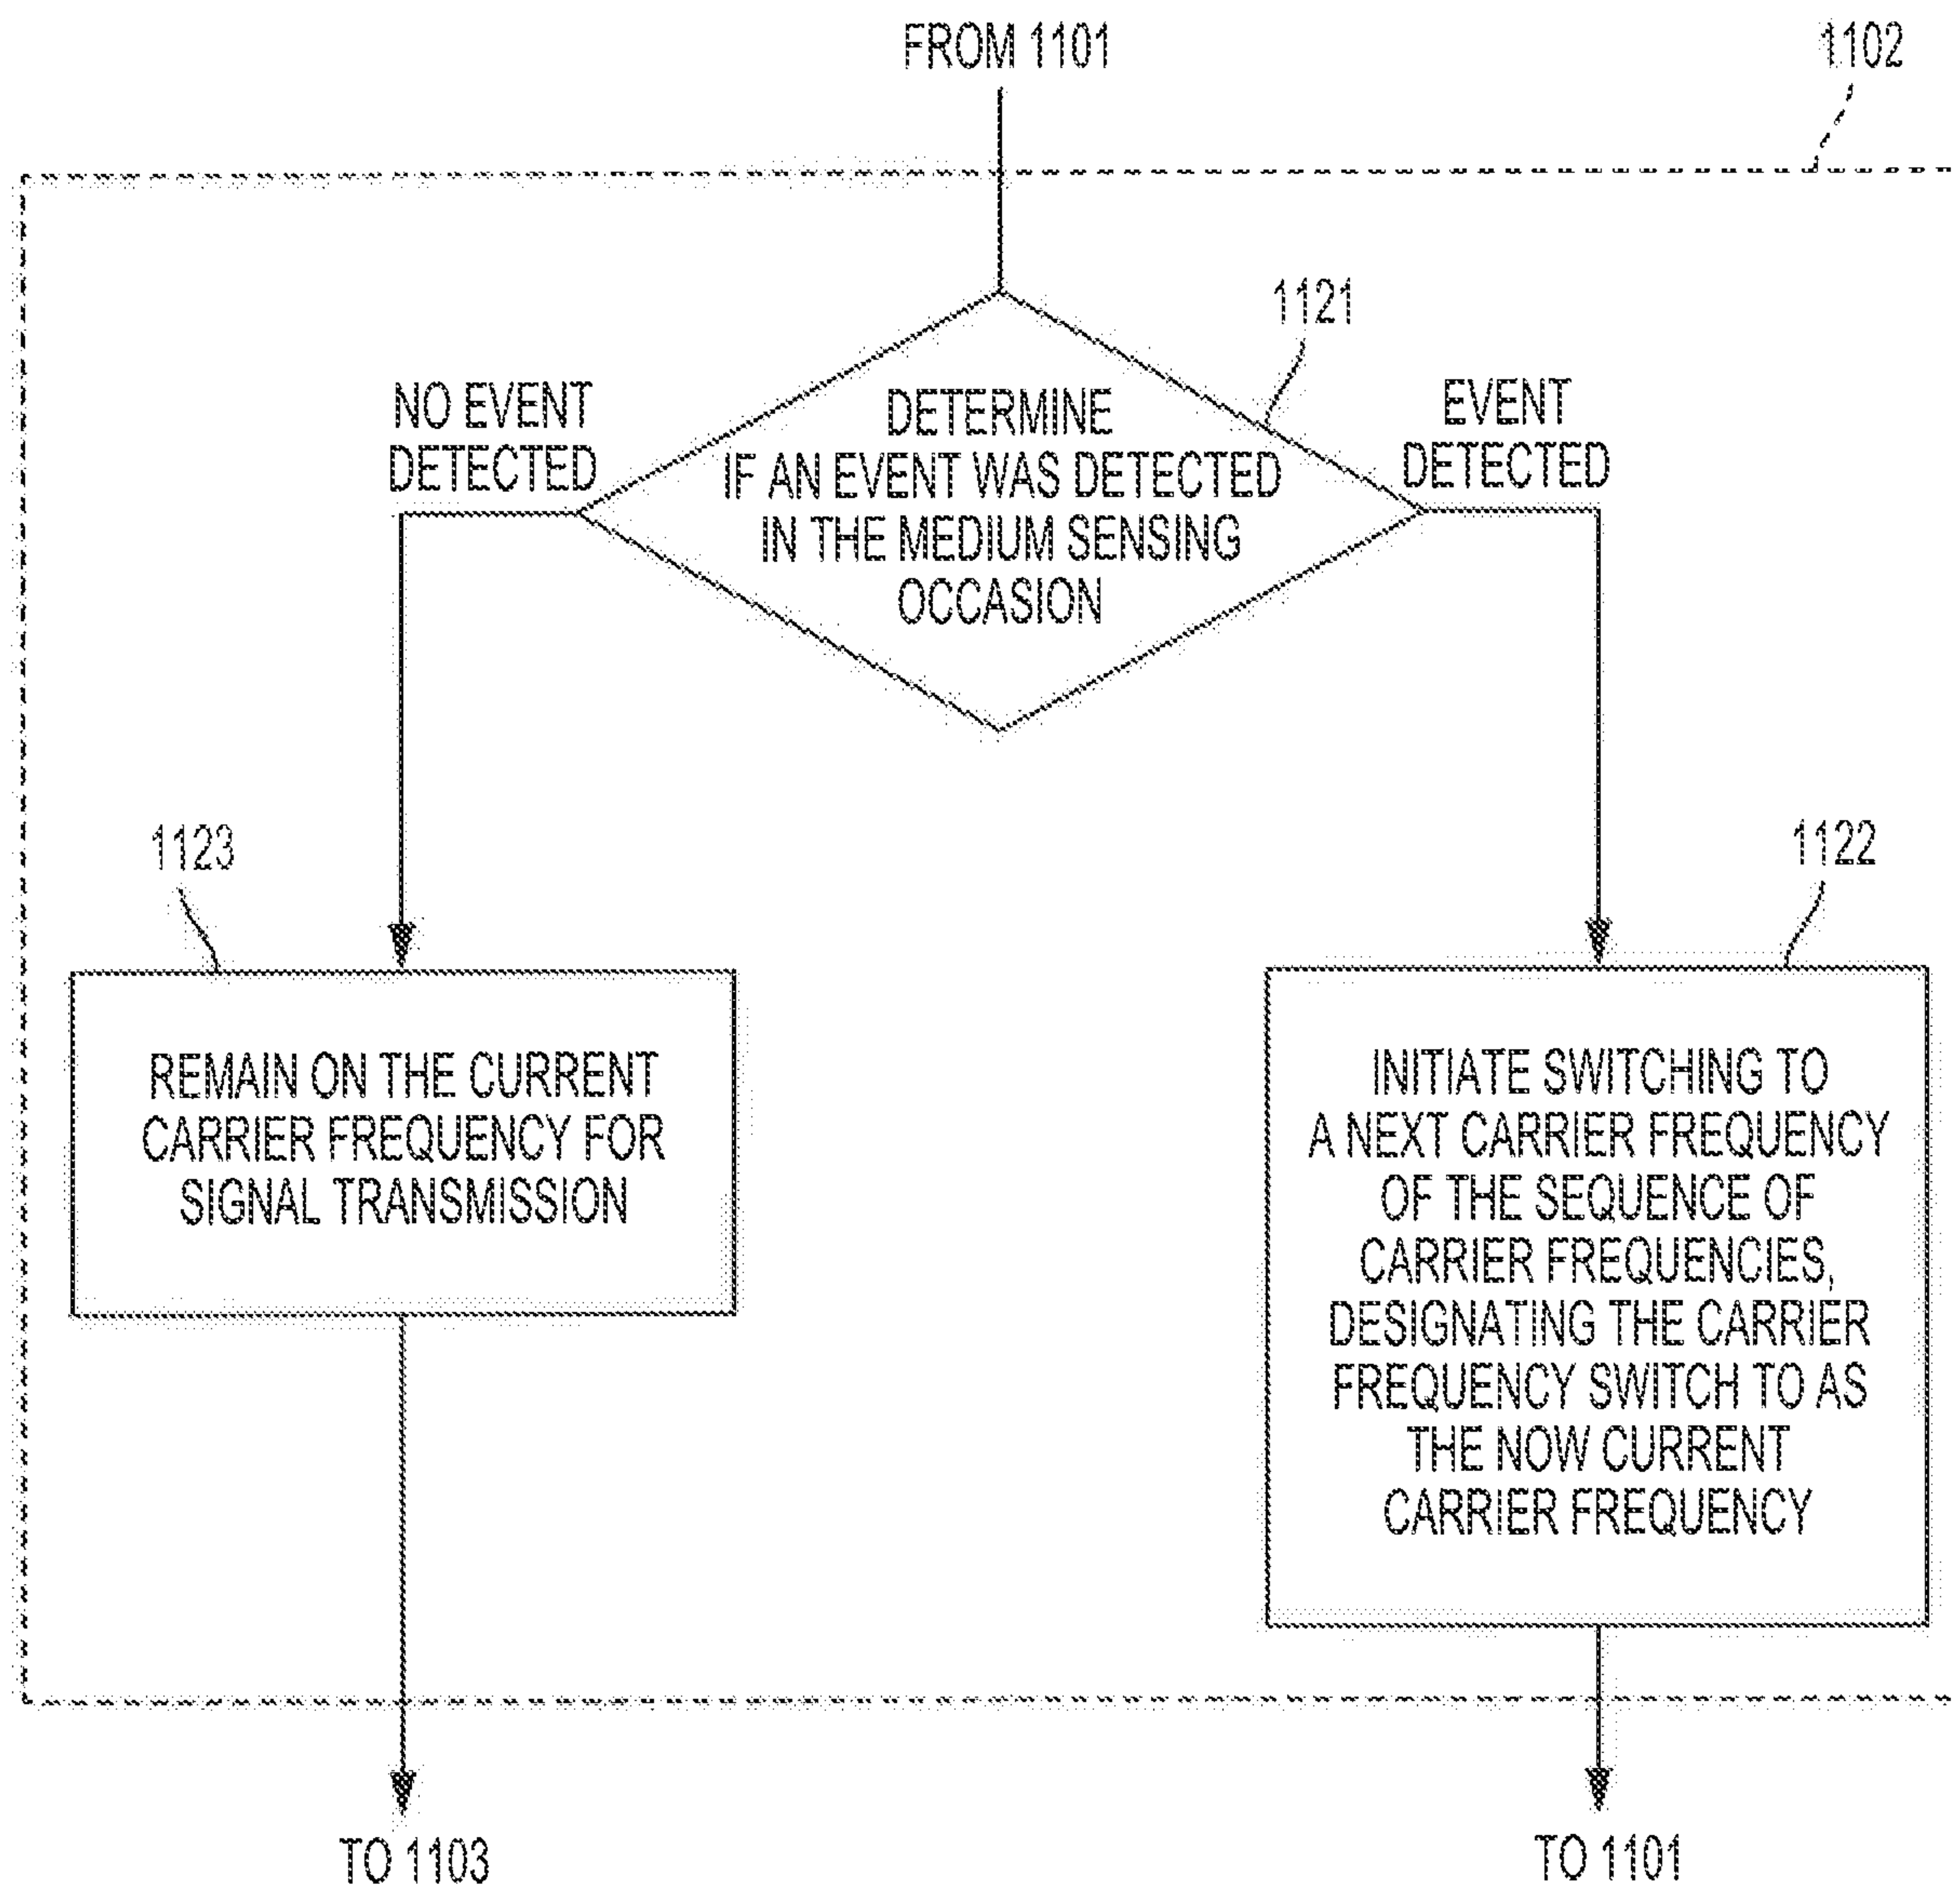 FROM 1101
1102
1121
NO EVENT
DETECTED
DETERMINE
IF AN EVENT WAS DETECTED
IN THE MEDIUM SENSING
OCCASION
EVENT
DETECTED
1123
REMAIN ON THE CURRENT
CARRIER FREQUENCY FOR
SIGNAL TRANSMISSION
1122
INITIATE SWITCHING TO
A NEXT CARRIER FREQUENCY
OF THE SEQUENCE OF
CARRIER FREQUENCIES,
DESIGNATING THE CARRIER
FREQUENCY SWITCH TO AS
THE NOW CURRENT
CARRIER FREQUENCY
TO 1103
TO 1101